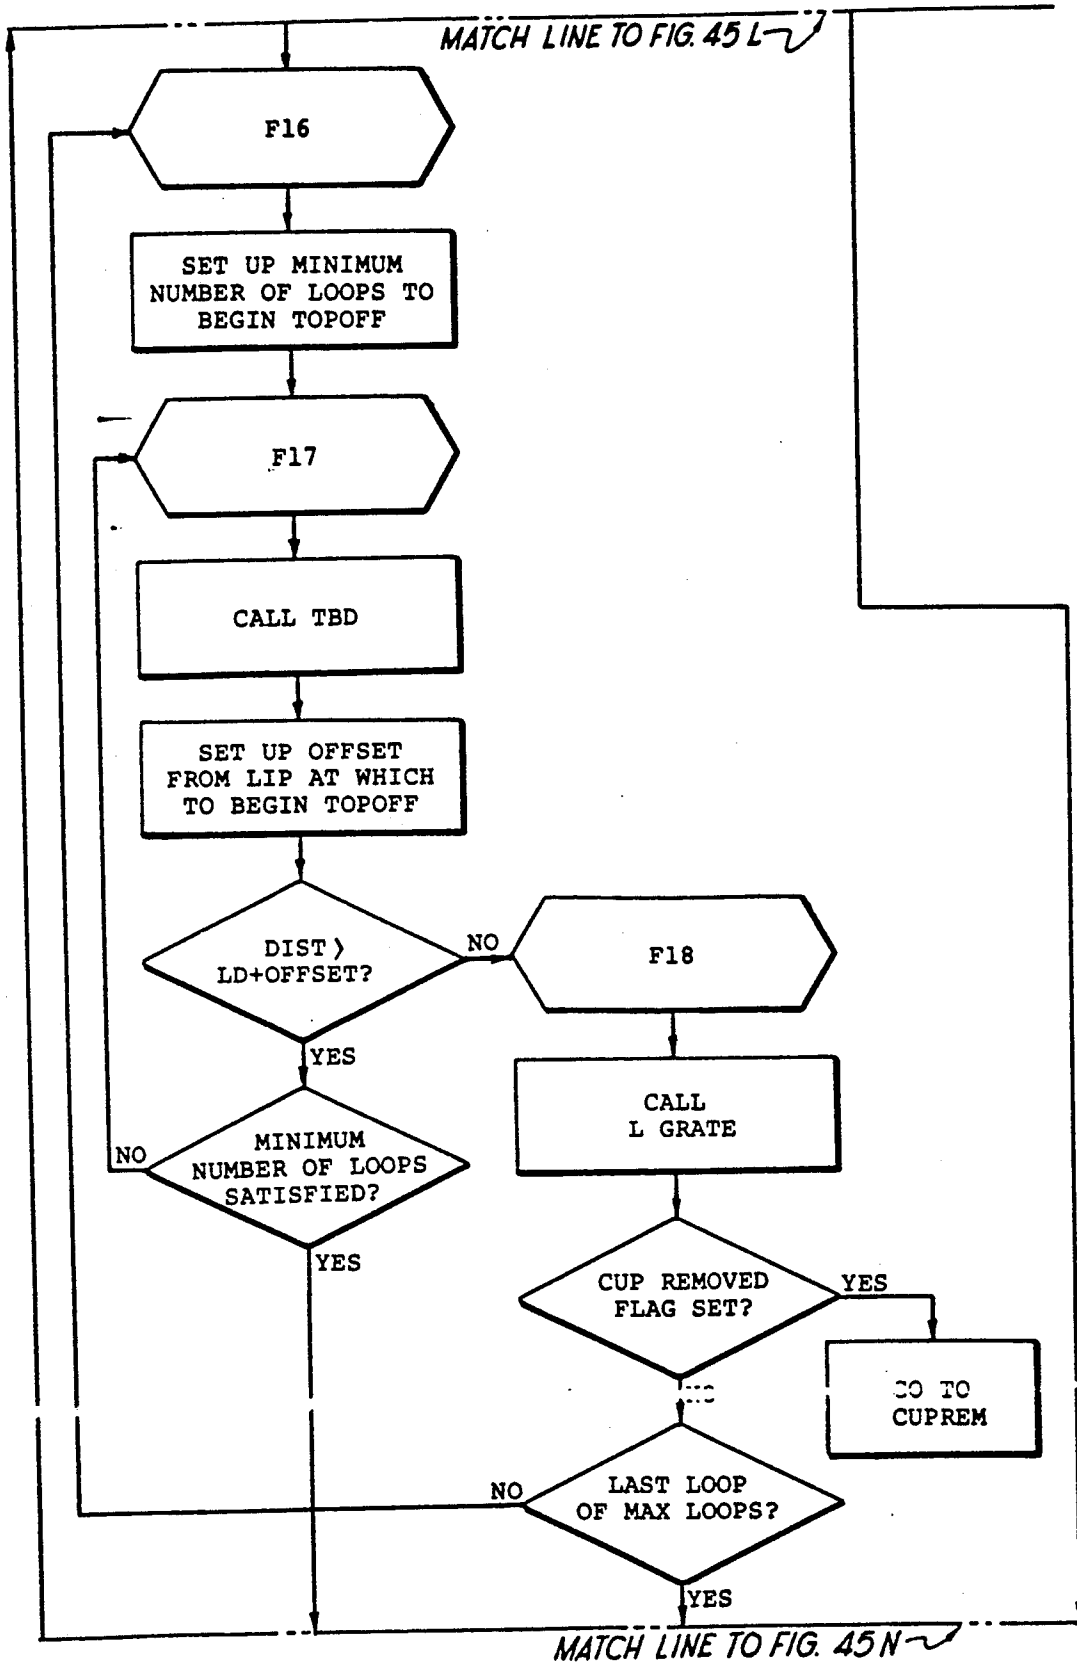 MATCH LINE TO FIG. 45 L
F16
SET UP MINIMUM
NUMBER OF LOOPS TO
BEGIN TOPOFF
F17
CALL TBD
SET UP OFFSET
FROM LIP AT WHICH
TO BEGIN TOPOFF
DIST >
LD+OFFSET?
NO
F18
YES
CALL
L GRATE
MINIMUM
NUMBER OF LOOPS
SATISFIED?
NO
YES
CUP REMOVED
FLAG SET?
YES
GO TO
CUPREM
NO
LAST LOOP
OF MAX LOOPS?
NO
YES
MATCH LINE TO FIG. 45 N